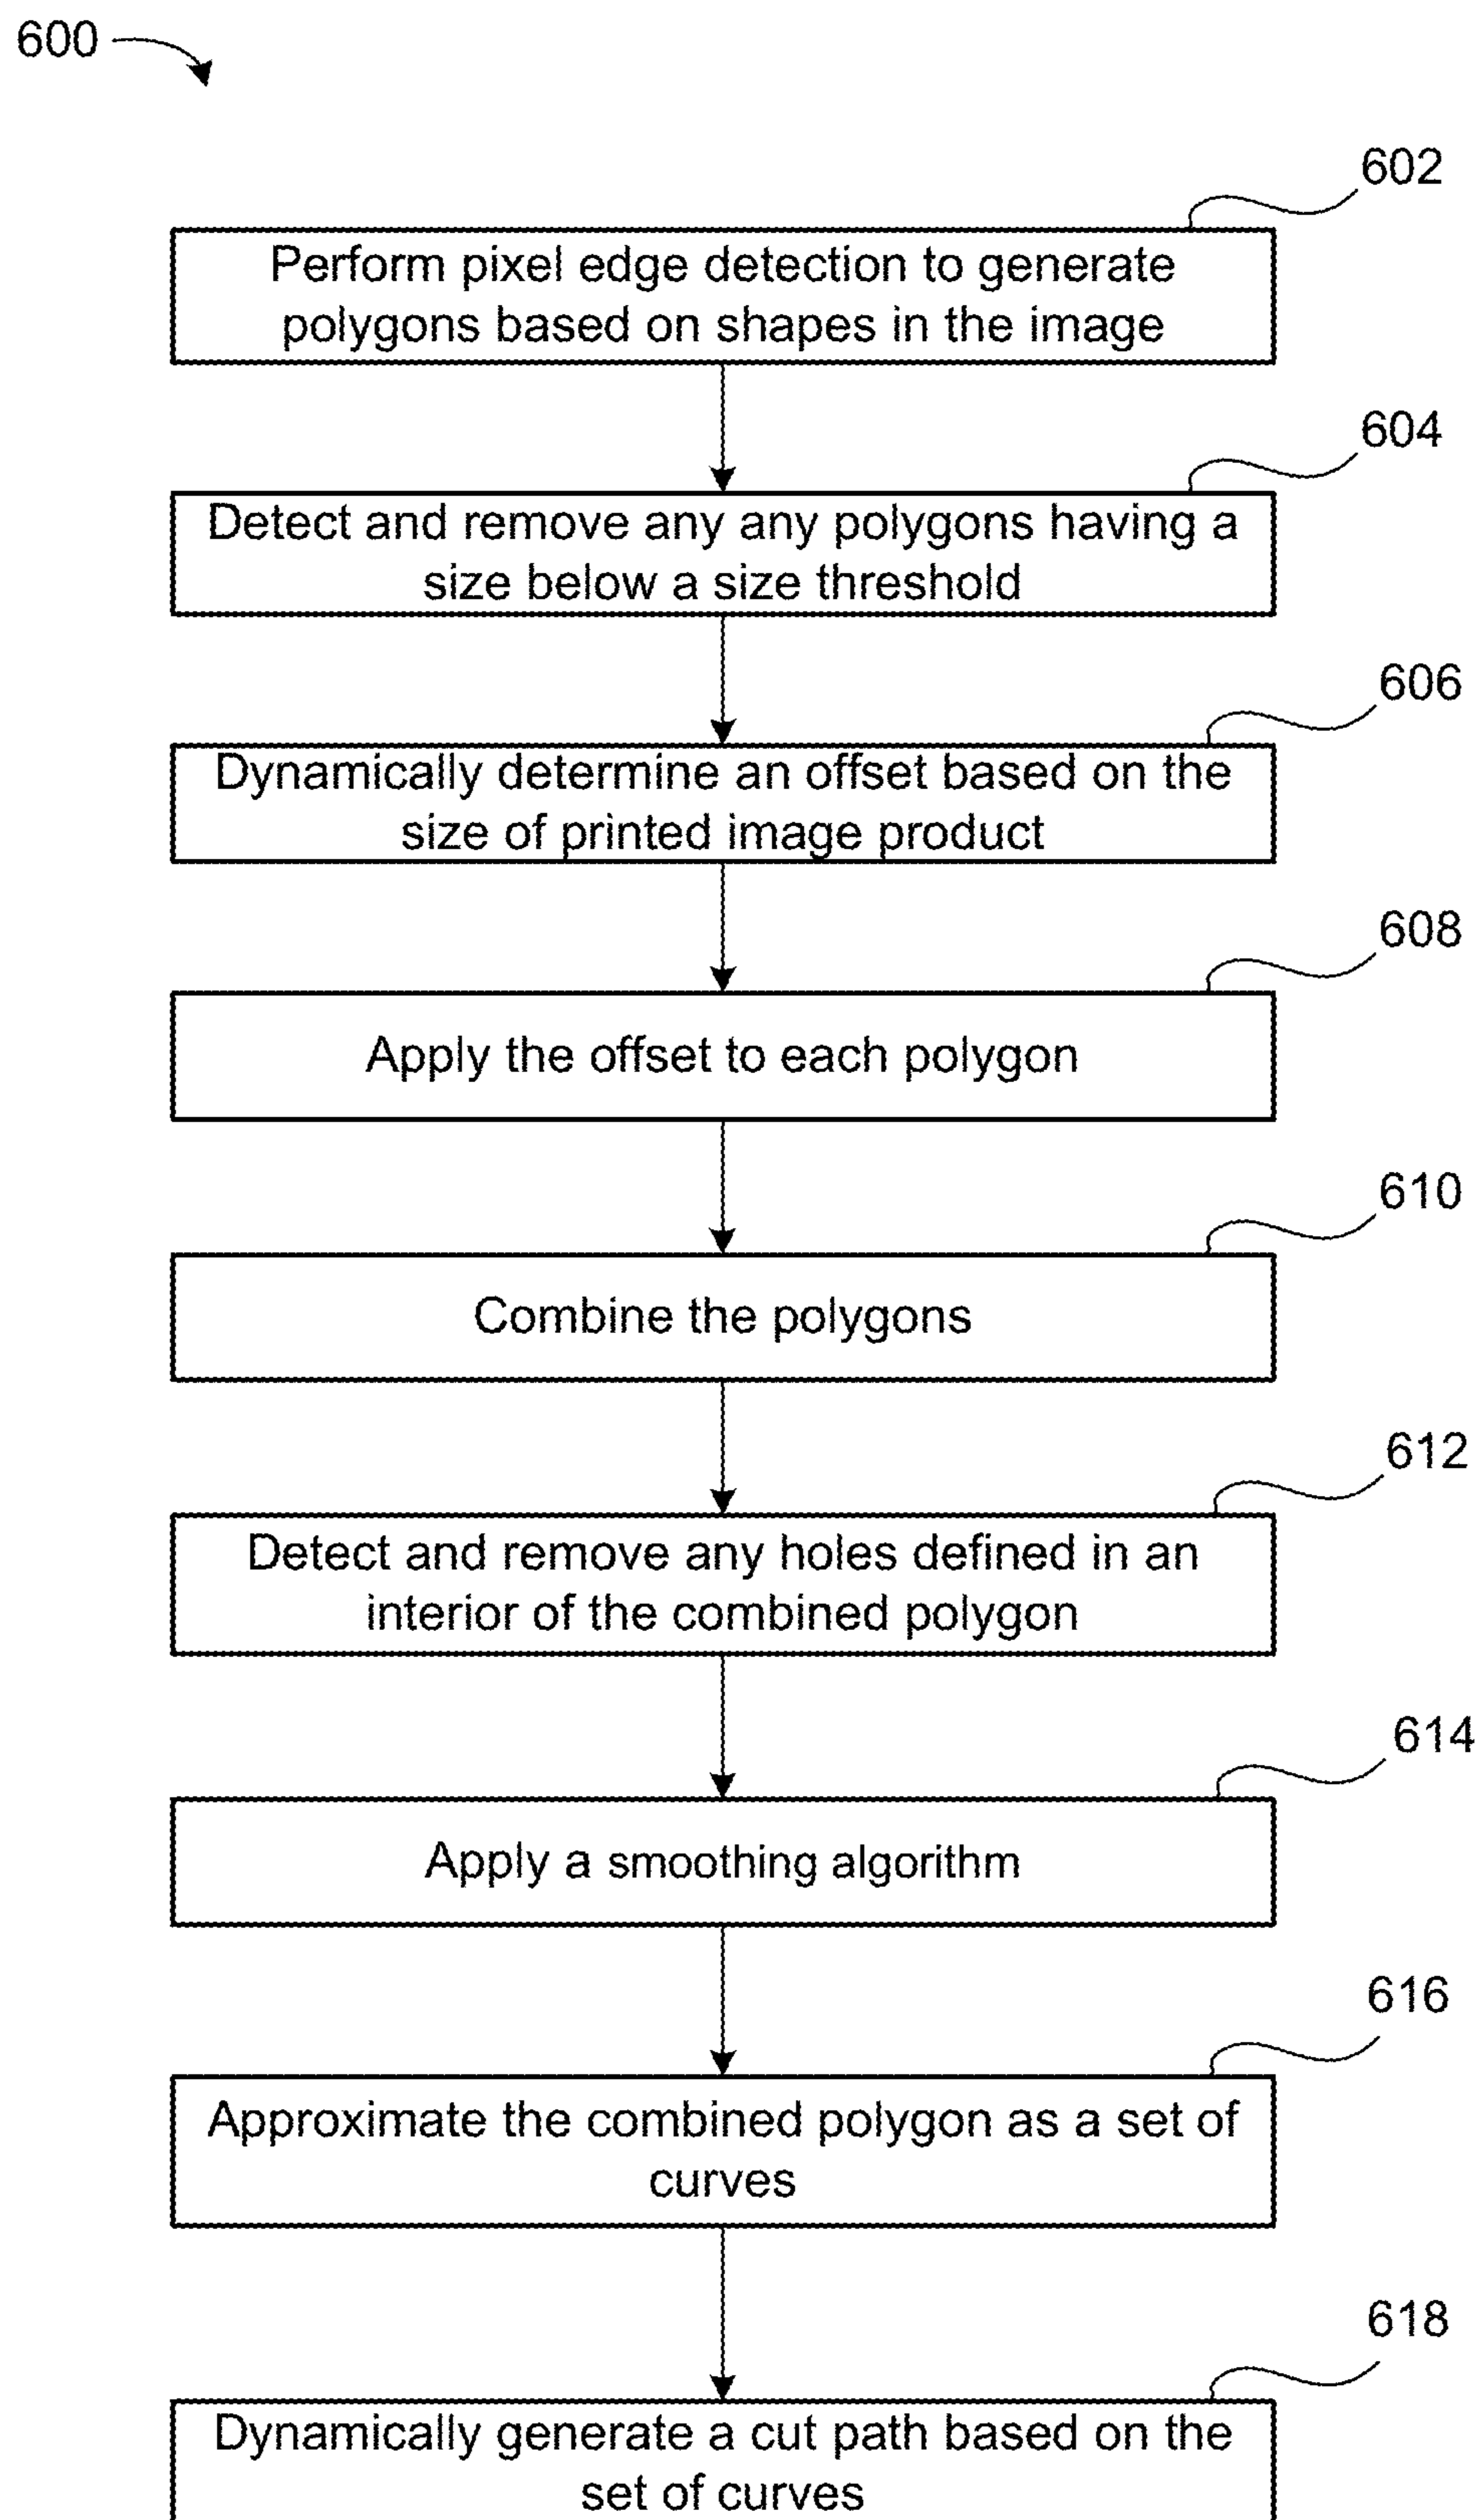 600
602
Perform pixel edge detection to generate
polygons based on shapes in the image
604
Detect and remove any any polygons having a
size below a size threshold
606
Dynamically determine an offset based on the
size of printed image product
608
Apply the offset to each polygon
610
Combine the polygons
612
Detect and remove any holes defined in an
interior of the combined polygon
614
Apply a smoothing algorithm
616
Approximate the combined polygon as a set of
curves
618
Dynamically generate a cut path based on the
set of curves